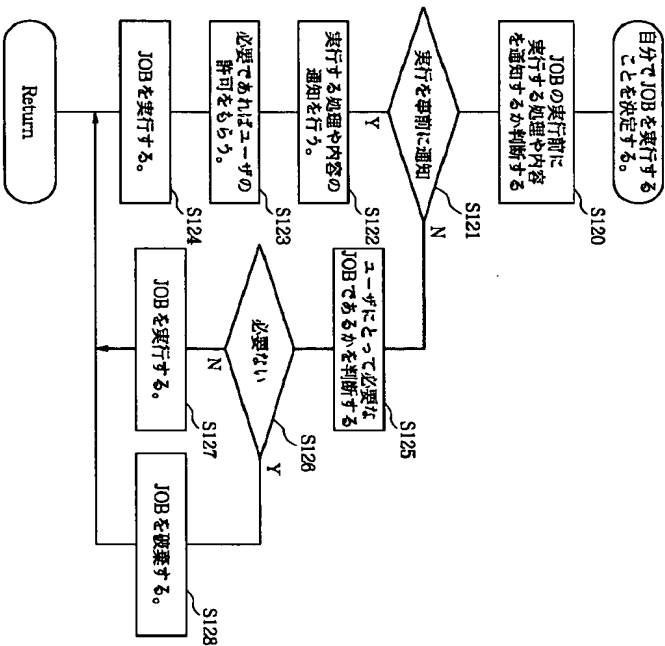 自分でJOBを実行する
ことを決定する。
JOBの実行前に
実行する処理や内容
を通知するか判断する
S120
実行を事前に通知
S121
Y
N
実行する処理や内容の
通知を行う。
S122
必要であればユーザの
許可をもらう。
S123
JOBを実行する。
S124
ユーザにとって必要な
JOBであるかを判断する
S125
必要ない
S126
N
Y
JOBを実行する。
S127
JOBを破棄する。
S128
Return